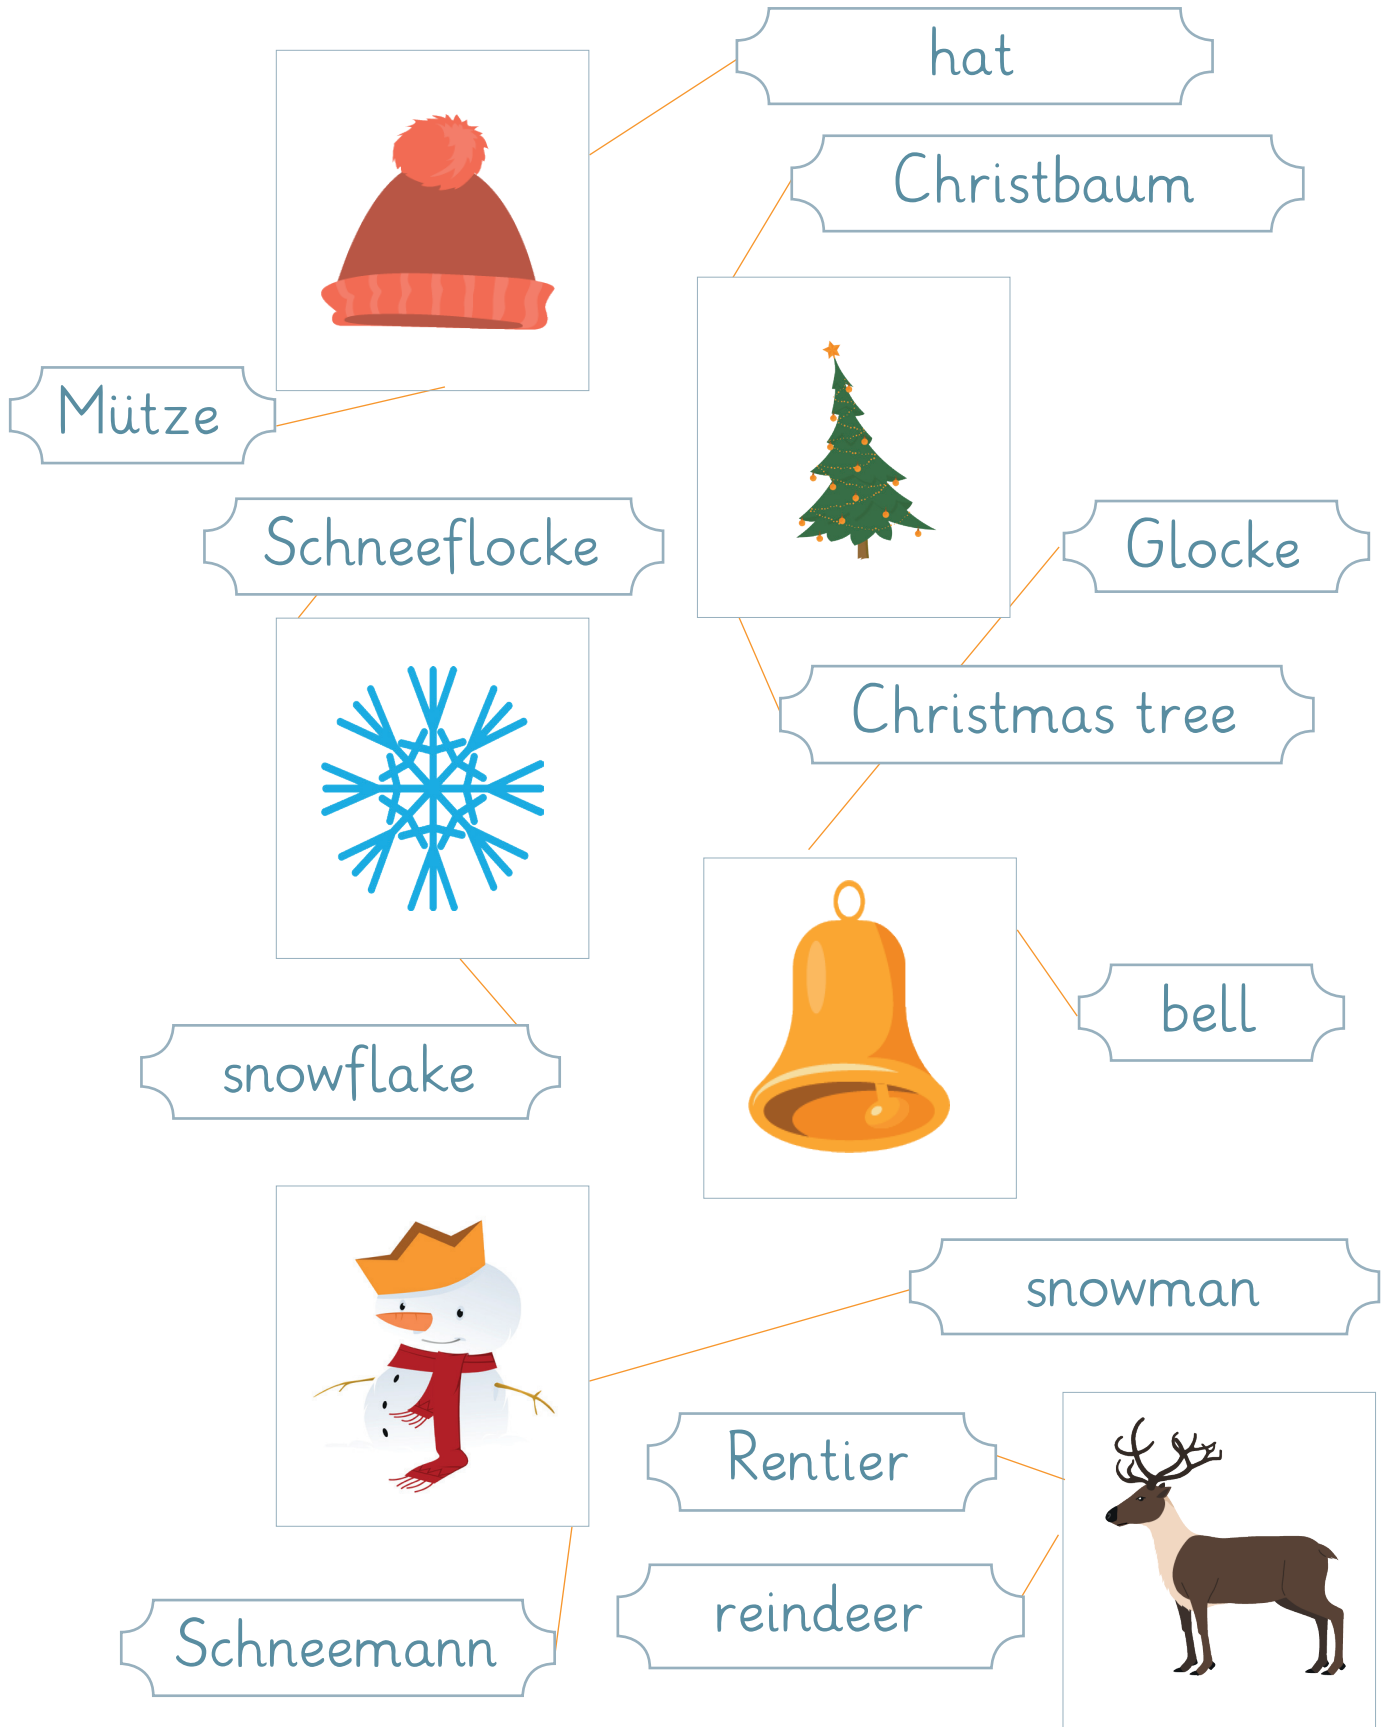 hat
Christbaum
Mütze
Schneeflocke
Glocke
Christmas tree
bell
snowflake
snowman
Rentier
reindeer
Schneemann